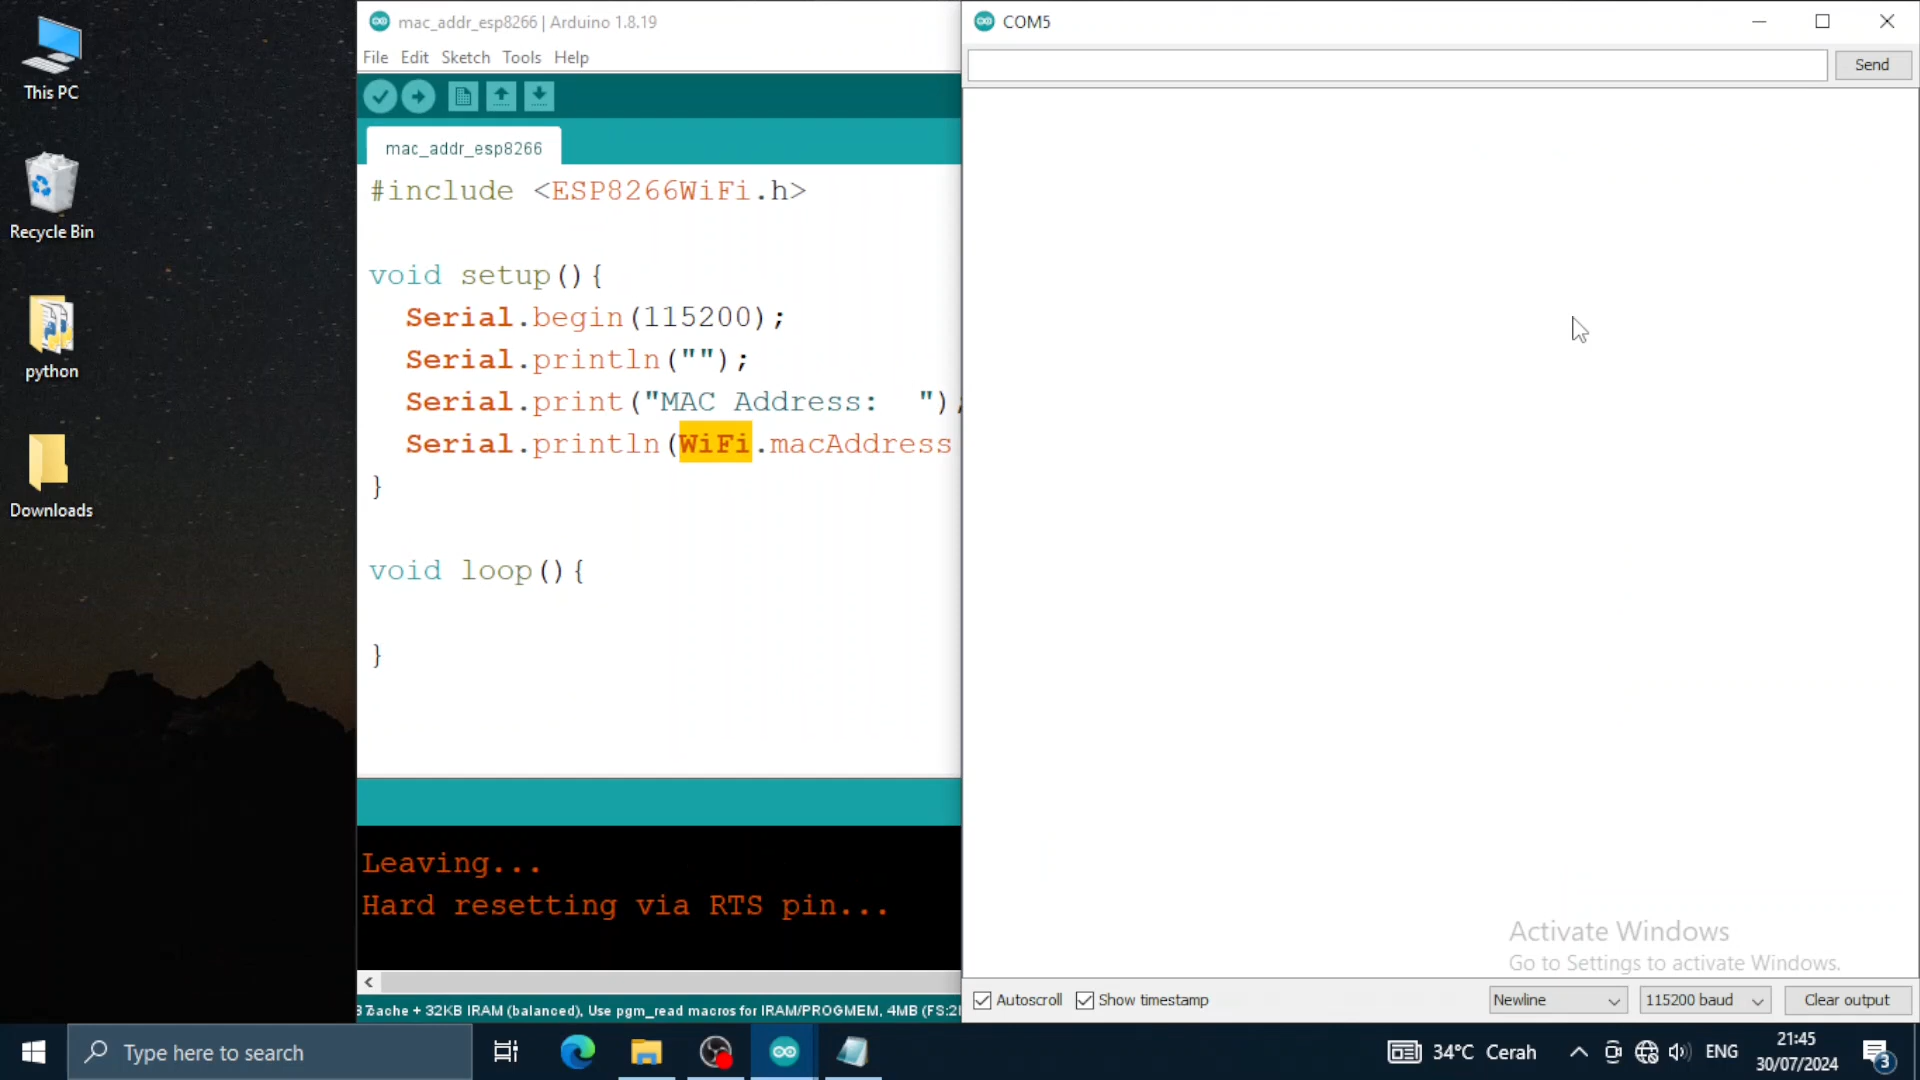 This PC
Recycle Bin
python
Downloads
mac_addr_esp8266 | Arduino 1.8.19
File Edit Sketch Tools Help
mac_addr_esp8266
#include <ESP8266WiFi.h>
void setup(){
Serial.begin(115200);
Serial.println("");
Serial.print("MAC Address:  ");
Serial.println(WiFi.macAddress
}
void loop(){
}
Leaving...
Hard resetting via RTS pin...
+ 32KB IRAM (balanced), Use pgm_read macros for IRAM/PROGMEM, 4MB
COM5
Send
Activate Windows
Go to Settings to activate Windows.
Autoscroll Show timestamp Newline 115200 baud Clear output
Type here to search
34°C Cerah ENG
21:45
30/07/2024
3